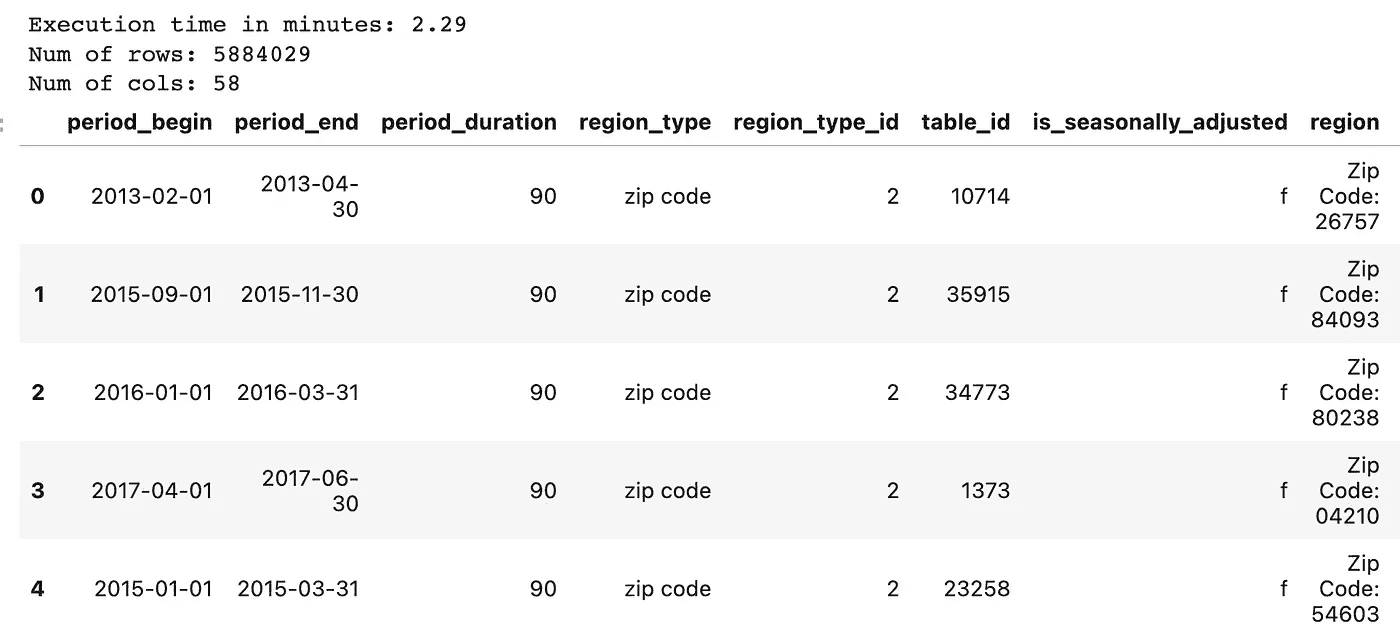 Execution time in minutes: 2.29
Num of rows: 5884029
Num of cols: 58
period_begin period_end period_duration region_type region_type_id table_id is_seasonally_adjusted region
0 2013-02-01 2013-04-30 90 zip code 2 10714 f Zip Code: 26757
1 2015-09-01 2015-11-30 90 zip code 2 35915 f Zip Code: 84093
2 2016-01-01 2016-03-31 90 zip code 2 34773 f Zip Code: 80238
3 2017-04-01 2017-06-30 90 zip code 2 1373 f Zip Code: 04210
4 2015-01-01 2015-03-31 90 zip code 2 23258 f Zip Code: 54603